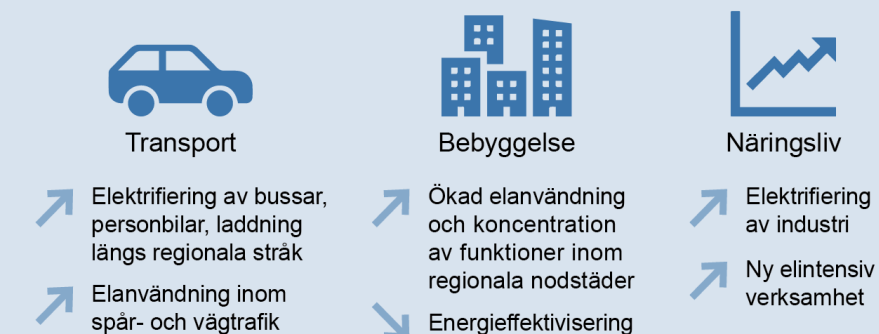 Transport
Elektrifiering av bussar,
personbilar, laddning
längs regionala stråk
Elanvändning inom
spår- och vägtrafik
Bebyggelse
Ökad elanvändning
och koncentration
av funktioner inom
regionala nodstäder
Energieffektivisering
Näringsliv
Elektrifiering
av industri
Ny elintensiv
verksamhet